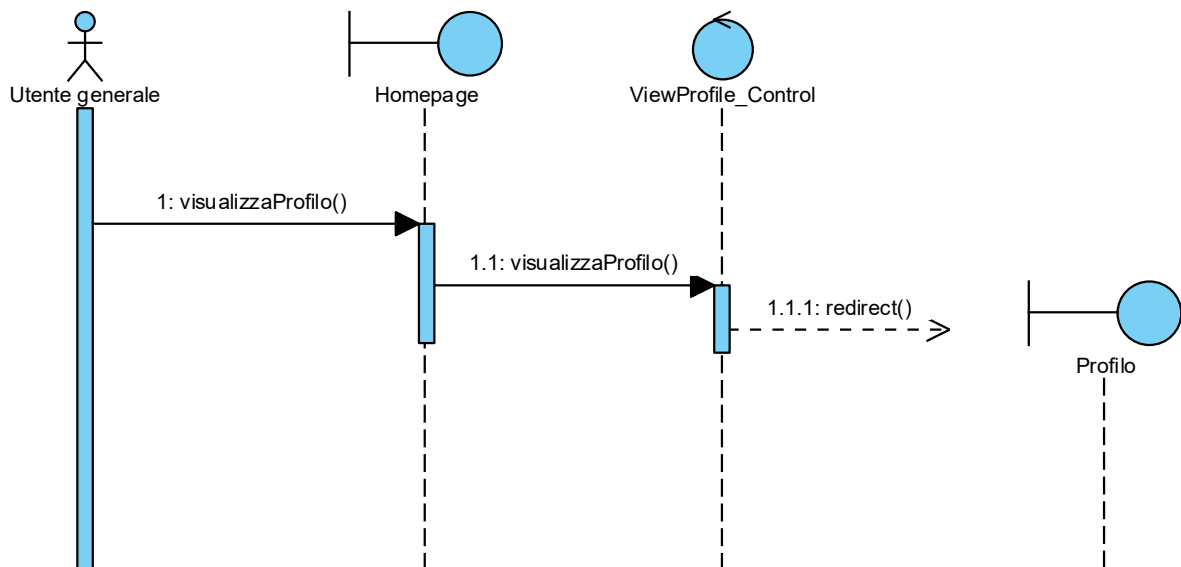 Utente generale
Homepage
ViewProfile_Control
1: visualizzaProfilo()
1.1: visualizzaProfilo()
1.1.1: redirect()
Profilo